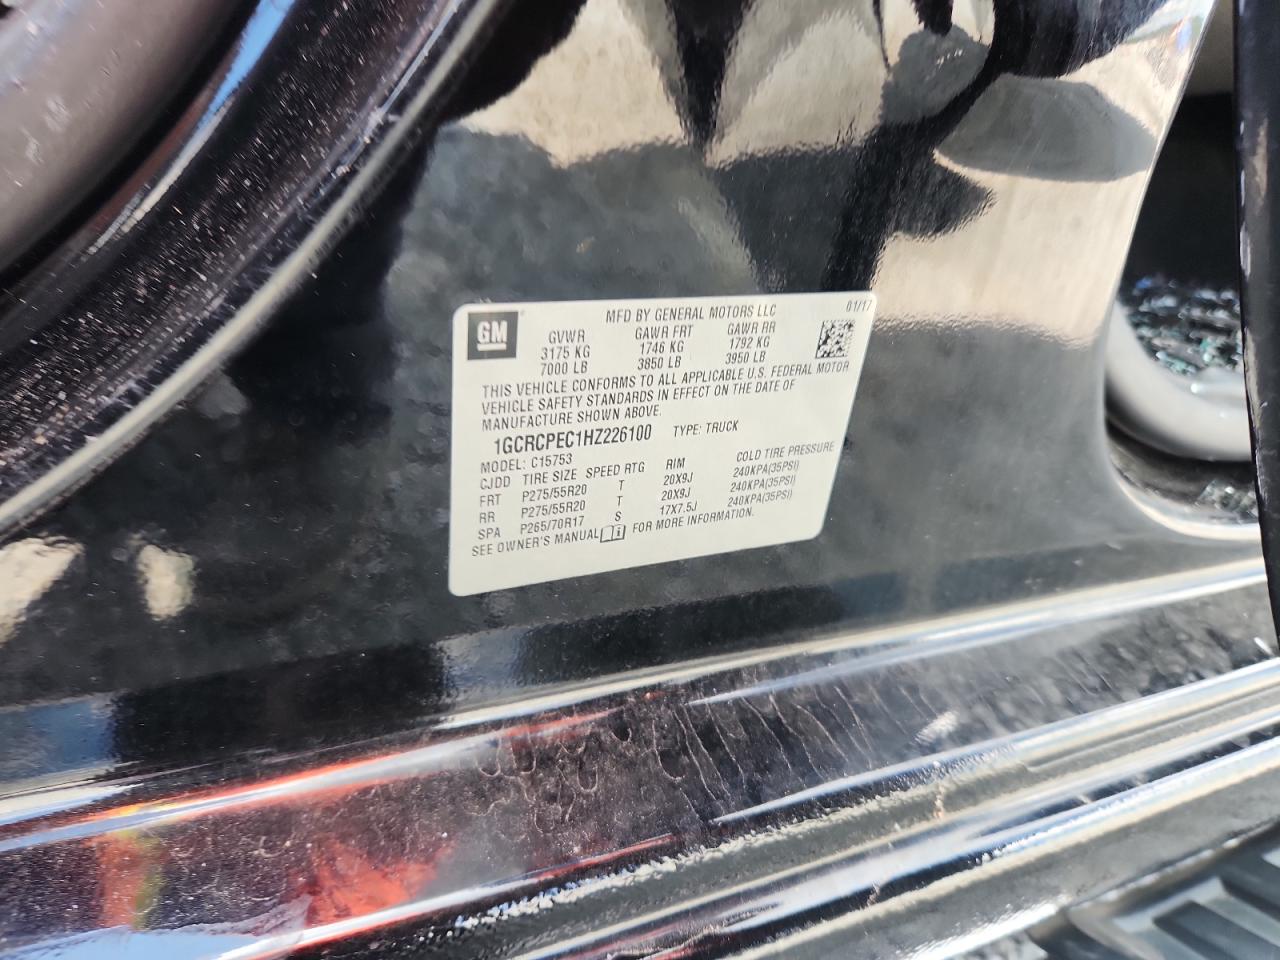 GM
MFD BY GENERAL MOTORS LLC 01/17
GVWR GAWR FRT GAWR RR
3175 KG 1746 KG 1792 KG
7000 LB 3850 LB 3950 LB
THIS VEHICLE CONFORMS TO ALL APPLICABLE U.S. FEDERAL MOTOR
VEHICLE SAFETY STANDARDS IN EFFECT ON THE DATE OF
MANUFACTURE SHOWN ABOVE.
1GCRCPEC1HZ226100 TYPE: TRUCK
MODEL: C15753
CJDD TIRE SIZE SPEED RTG RIM COLD TIRE PRESSURE
FRT P275/55R20 T 20X9J 240KPA(35PSI)
RR P275/55R20 T 20X9J 240KPA(35PSI)
SPA P265/70R17 S 17X7.5J 240KPA(35PSI)
SEE OWNER'S MANUAL FOR MORE INFORMATION.